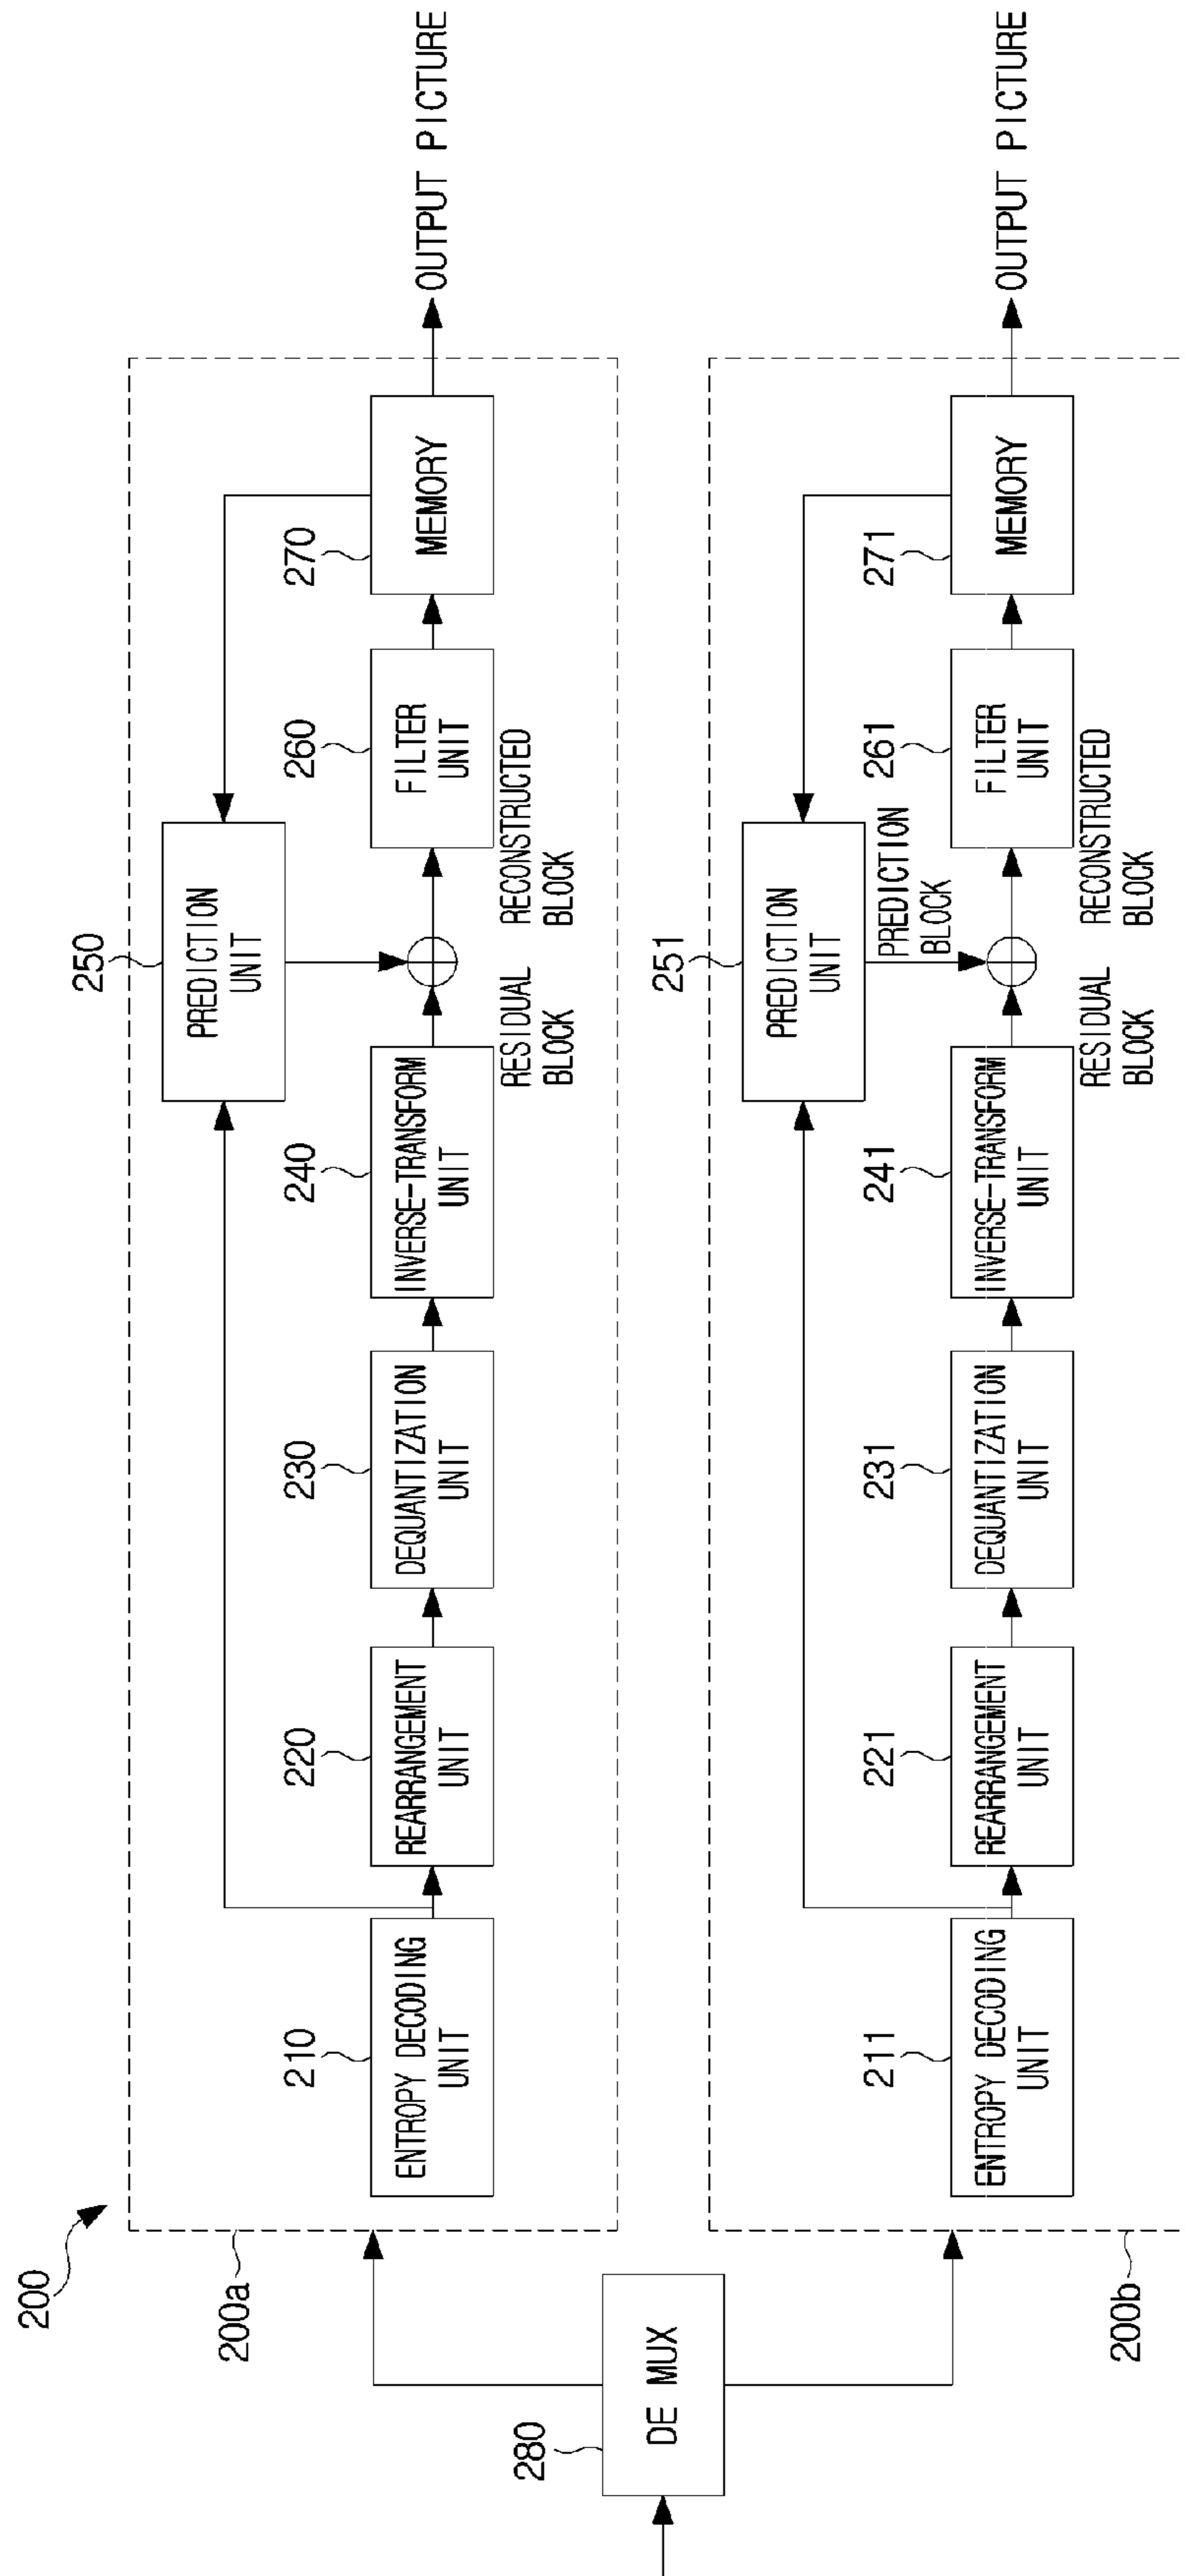 200
200a
280
DE MUX
250
PREDICTION
UNIT
210
ENTROPY DECODING
UNIT
220
REARRANGEMENT
UNIT
230
DEQUANTIZATION
UNIT
240
INVERSE-TRANSFORM
UNIT
RESIDUAL
BLOCK
RECONSTRUCTED
BLOCK
260
FILTER
UNIT
270
MEMORY
OUTPUT PICTURE
200b
251
PREDICTION
UNIT
PREDICTION
BLOCK
211
ENTROPY DECODING
UNIT
221
REARRANGEMENT
UNIT
231
DEQUANTIZATION
UNIT
241
INVERSE-TRANSFORM
UNIT
RESIDUAL
BLOCK
RECONSTRUCTED
BLOCK
261
FILTER
UNIT
271
MEMORY
OUTPUT PICTURE